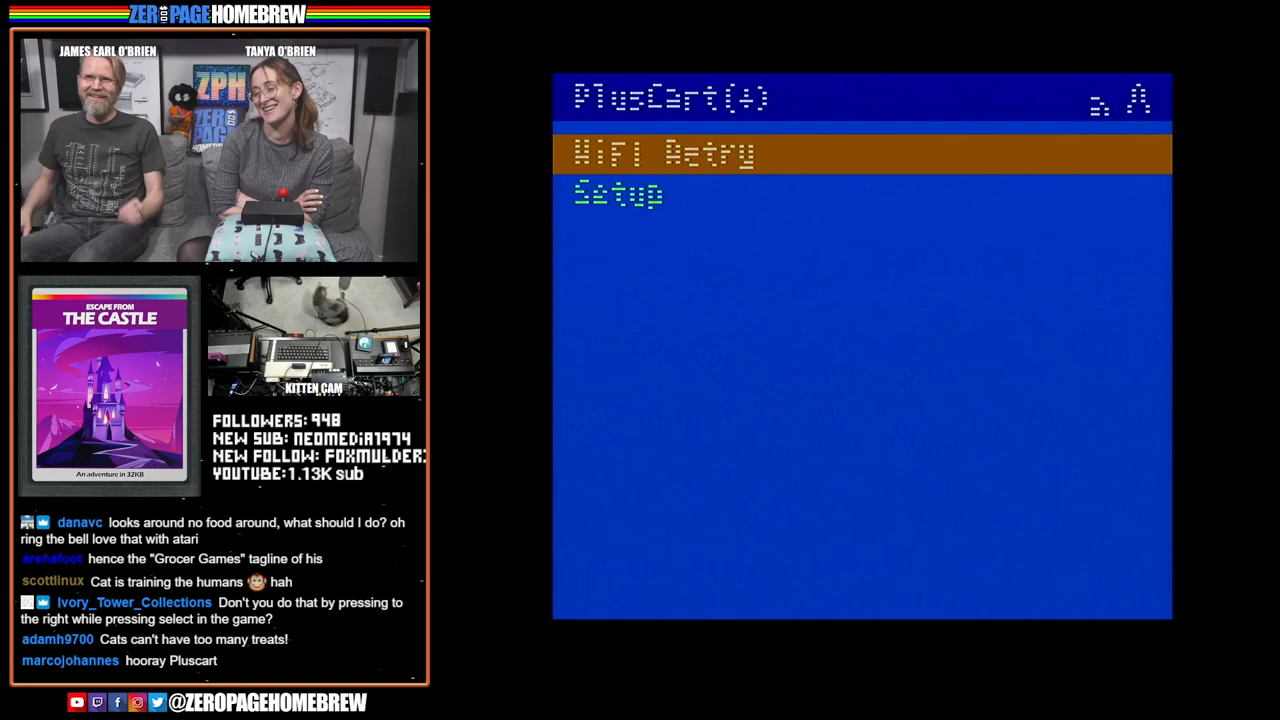 ZEROPAGEHOMEBREW
JAMES EARL O'BRIEN
TANYA O'BRIEN
ZPH
ESCAPE FROM
THE CASTLE
An adventure in 32KB
KITTEN CAM
FOLLOWERS: 948
NEW SUB: NEOMEDIA1974
NEW FOLLOW: FOXMULDER
YOUTUBE:1.13K sub
danavc looks around no food around, what should I do? oh
ring the bell love that with atari
arenafoot hence the "Grocer Games" tagline of his
scottlinux Cat is training the humans hah
Ivory_Tower_Collections Don't you do that by pressing to
the right while pressing select in the game?
adamh9700 Cats can't have too many treats!
marcojohannes hooray Pluscart
@ZEROPAGEHOMEBREW
PlusCart(+)
WiFi Retry
Setup